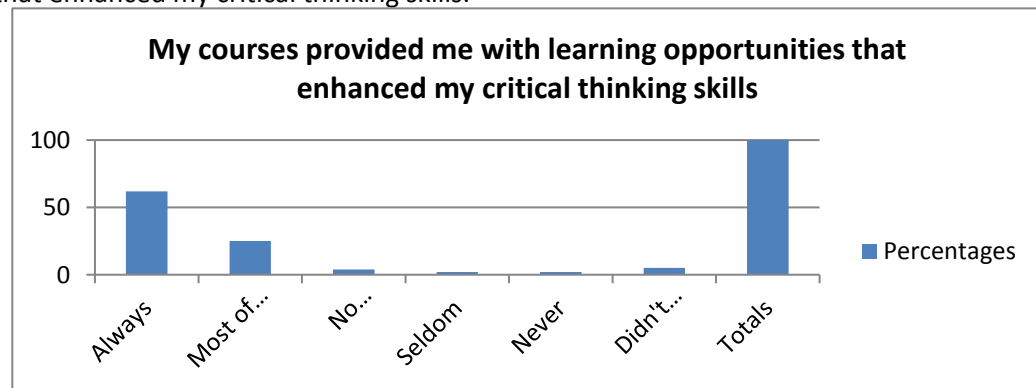 that enhanced my critical thinking skills.
My courses provided me with learning opportunities that
enhanced my critical thinking skills
100
50
0
Always
Most of...
No...
Seldom
Never
Didn't...
Totals
Percentages